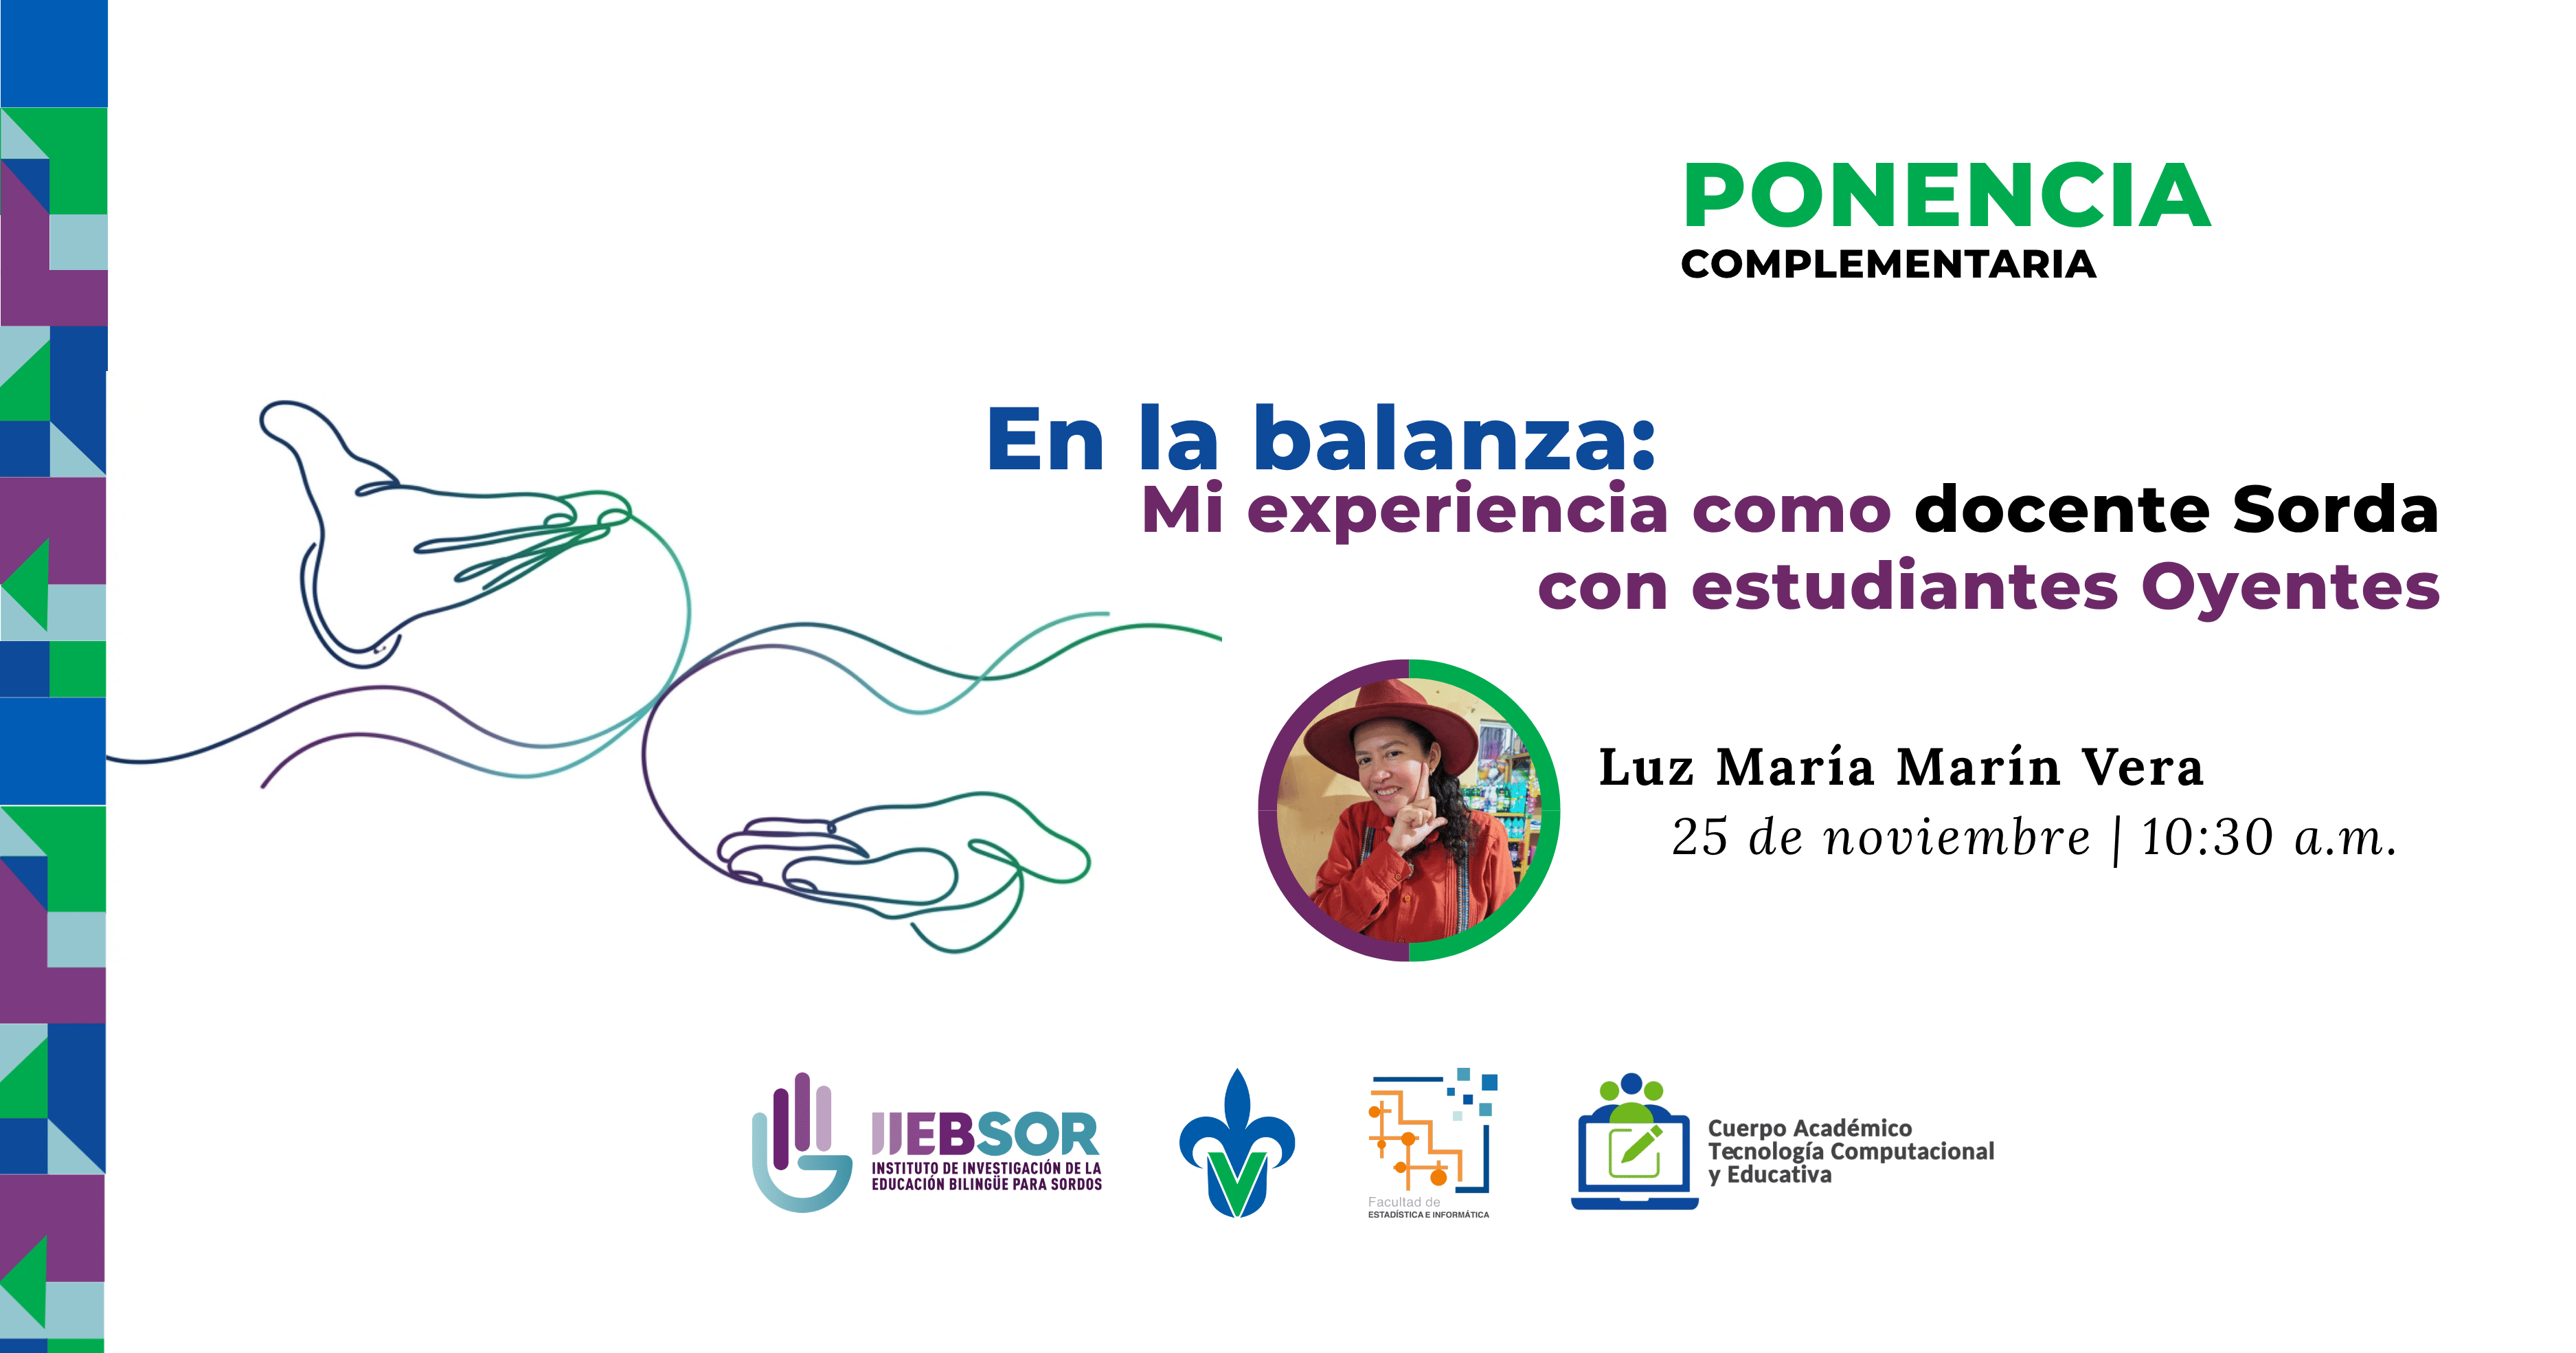 PONENCIA
COMPLEMENTARIA
En la balanza:
Mi experiencia como docente Sorda
con estudiantes Oyentes
Luz María Marín Vera
25 de noviembre | 10:30 a.m.
IIEBSOR
INSTITUTO DE INVESTIGACIÓN DE LA
EDUCACIÓN BILINGÜE PARA SORDOS
Facultad de
ESTADÍSTICA E INFORMÁTICA
Cuerpo Académico
Tecnología Computacional
y Educativa